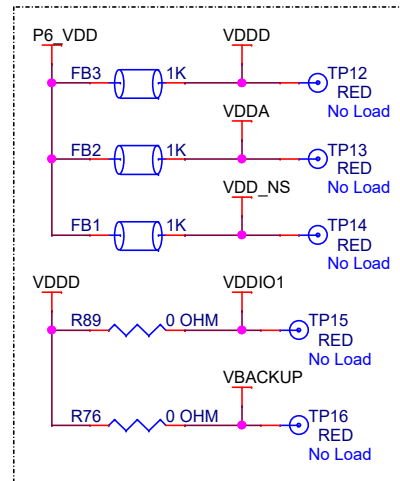 P6_VDD
VDDD
FB3
1K
TP12
RED
No Load
VDDA
FB2
1K
TP13
RED
No Load
VDD_NS
FB1
1K
TP14
RED
No Load
VDDD
VDDIO1
R89
0 OHM
TP15
RED
No Load
VBACKUP
R76
0 OHM
TP16
RED
No Load